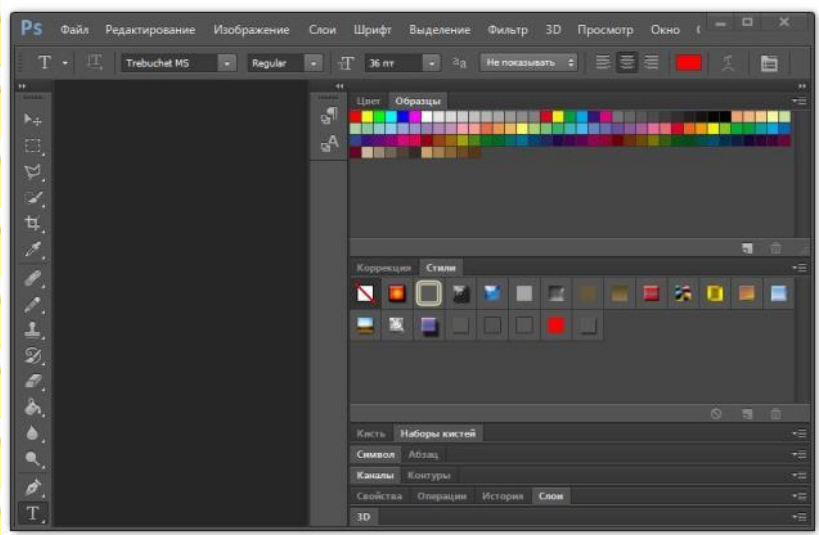 Ps Файл Редактирование Изображение Слои Шрифт Выделение Фильтр 3D Просмотр Окно
T Trebuchet MS Regular T 36 пт aa Не показывать
Цвет Образцы
A
Коррекция Стили
Кисть Наборы кистей
Символ Абзац
Каналы Контуры
Свойства Операции История Слои
T
3D